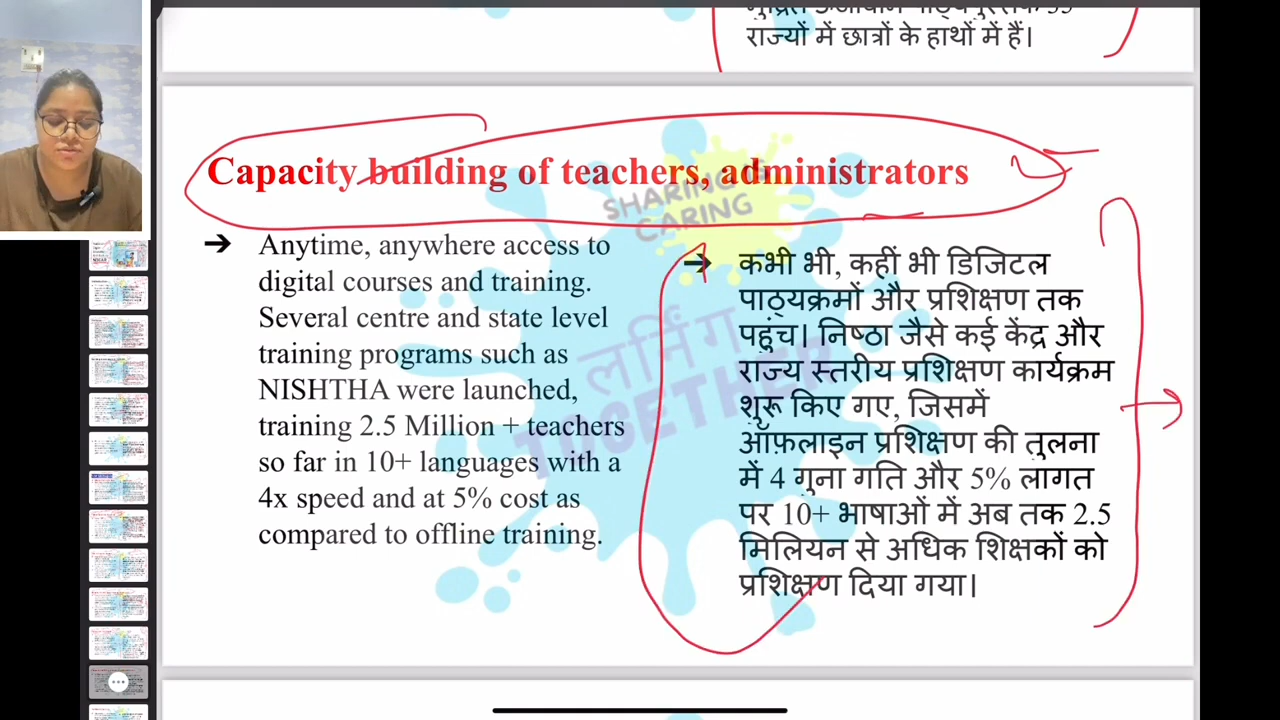 राज्यों में छात्रों के हाथों में हैं।
Capacity building of teachers, administrators
SHARING IS
CARING
लर्निंग
TOGETHER
➔ Anytime, anywhere access to
digital courses and training.
Several centre and state level
training programs such as
NISHTHA were launched,
training 2.5 Million + teachers
so far in 10+ languages with a
4x speed and at 5% cost as
compared to offline training.
➔ कभी भी, कहीं भी डिजिटल
पाठ्यक्रमों और प्रशिक्षण तक
पहुंच। निष्ठा जैसे कई केंद्र और
राज्य स्तरीय प्रशिक्षण कार्यक्रम
शुरू किए गए, जिसमें
ऑफ़लाइन प्रशिक्षण की तुलना
में 4 गुना गति और 5% लागत
पर 10+ भाषाओं में अब तक 2.5
मिलियन से अधिक शिक्षकों को
प्रशिक्षण दिया गया।